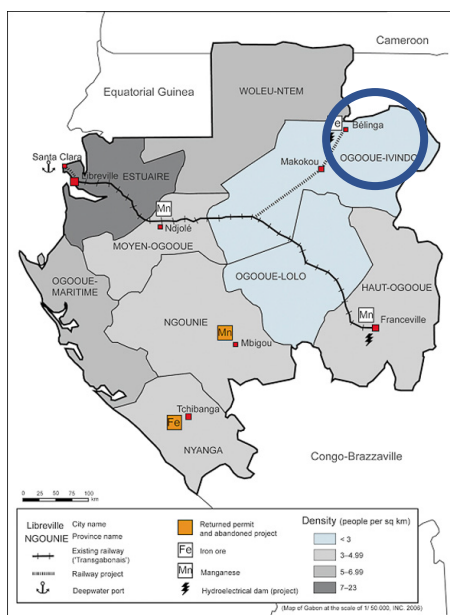 Cameroon
Equatorial Guinea
WOLEU-NTEM
Fe
Bélinga
OGOOUE-IVINDO
Santa Clara
Libreville
ESTUAIRE
Makokou
Mn
Ndjolé
MOYEN-OGOOUE
OGOOUE-
MARITIME
OGOOUE-LOLO
HAUT-OGOOUE
NGOUNIE
Mn
Mn
Franceville
Mbigou
Tchibanga
Fe
NYANGA
Congo-Brazzaville
0 25 50 75 100
km
Libreville City name
NGOUNIE Province name
Existing railway
('Transgabonais')
Railway project
Deepwater port
Returned permit
and abandoned project
Fe Iron ore
Mn Manganese
Hydroelectrical dam (project)
Density (people per sq km)
< 3
3–4.99
5–6.99
7–23
(Map of Gabon at the scale of 1/ 50.000, INC. 2006)